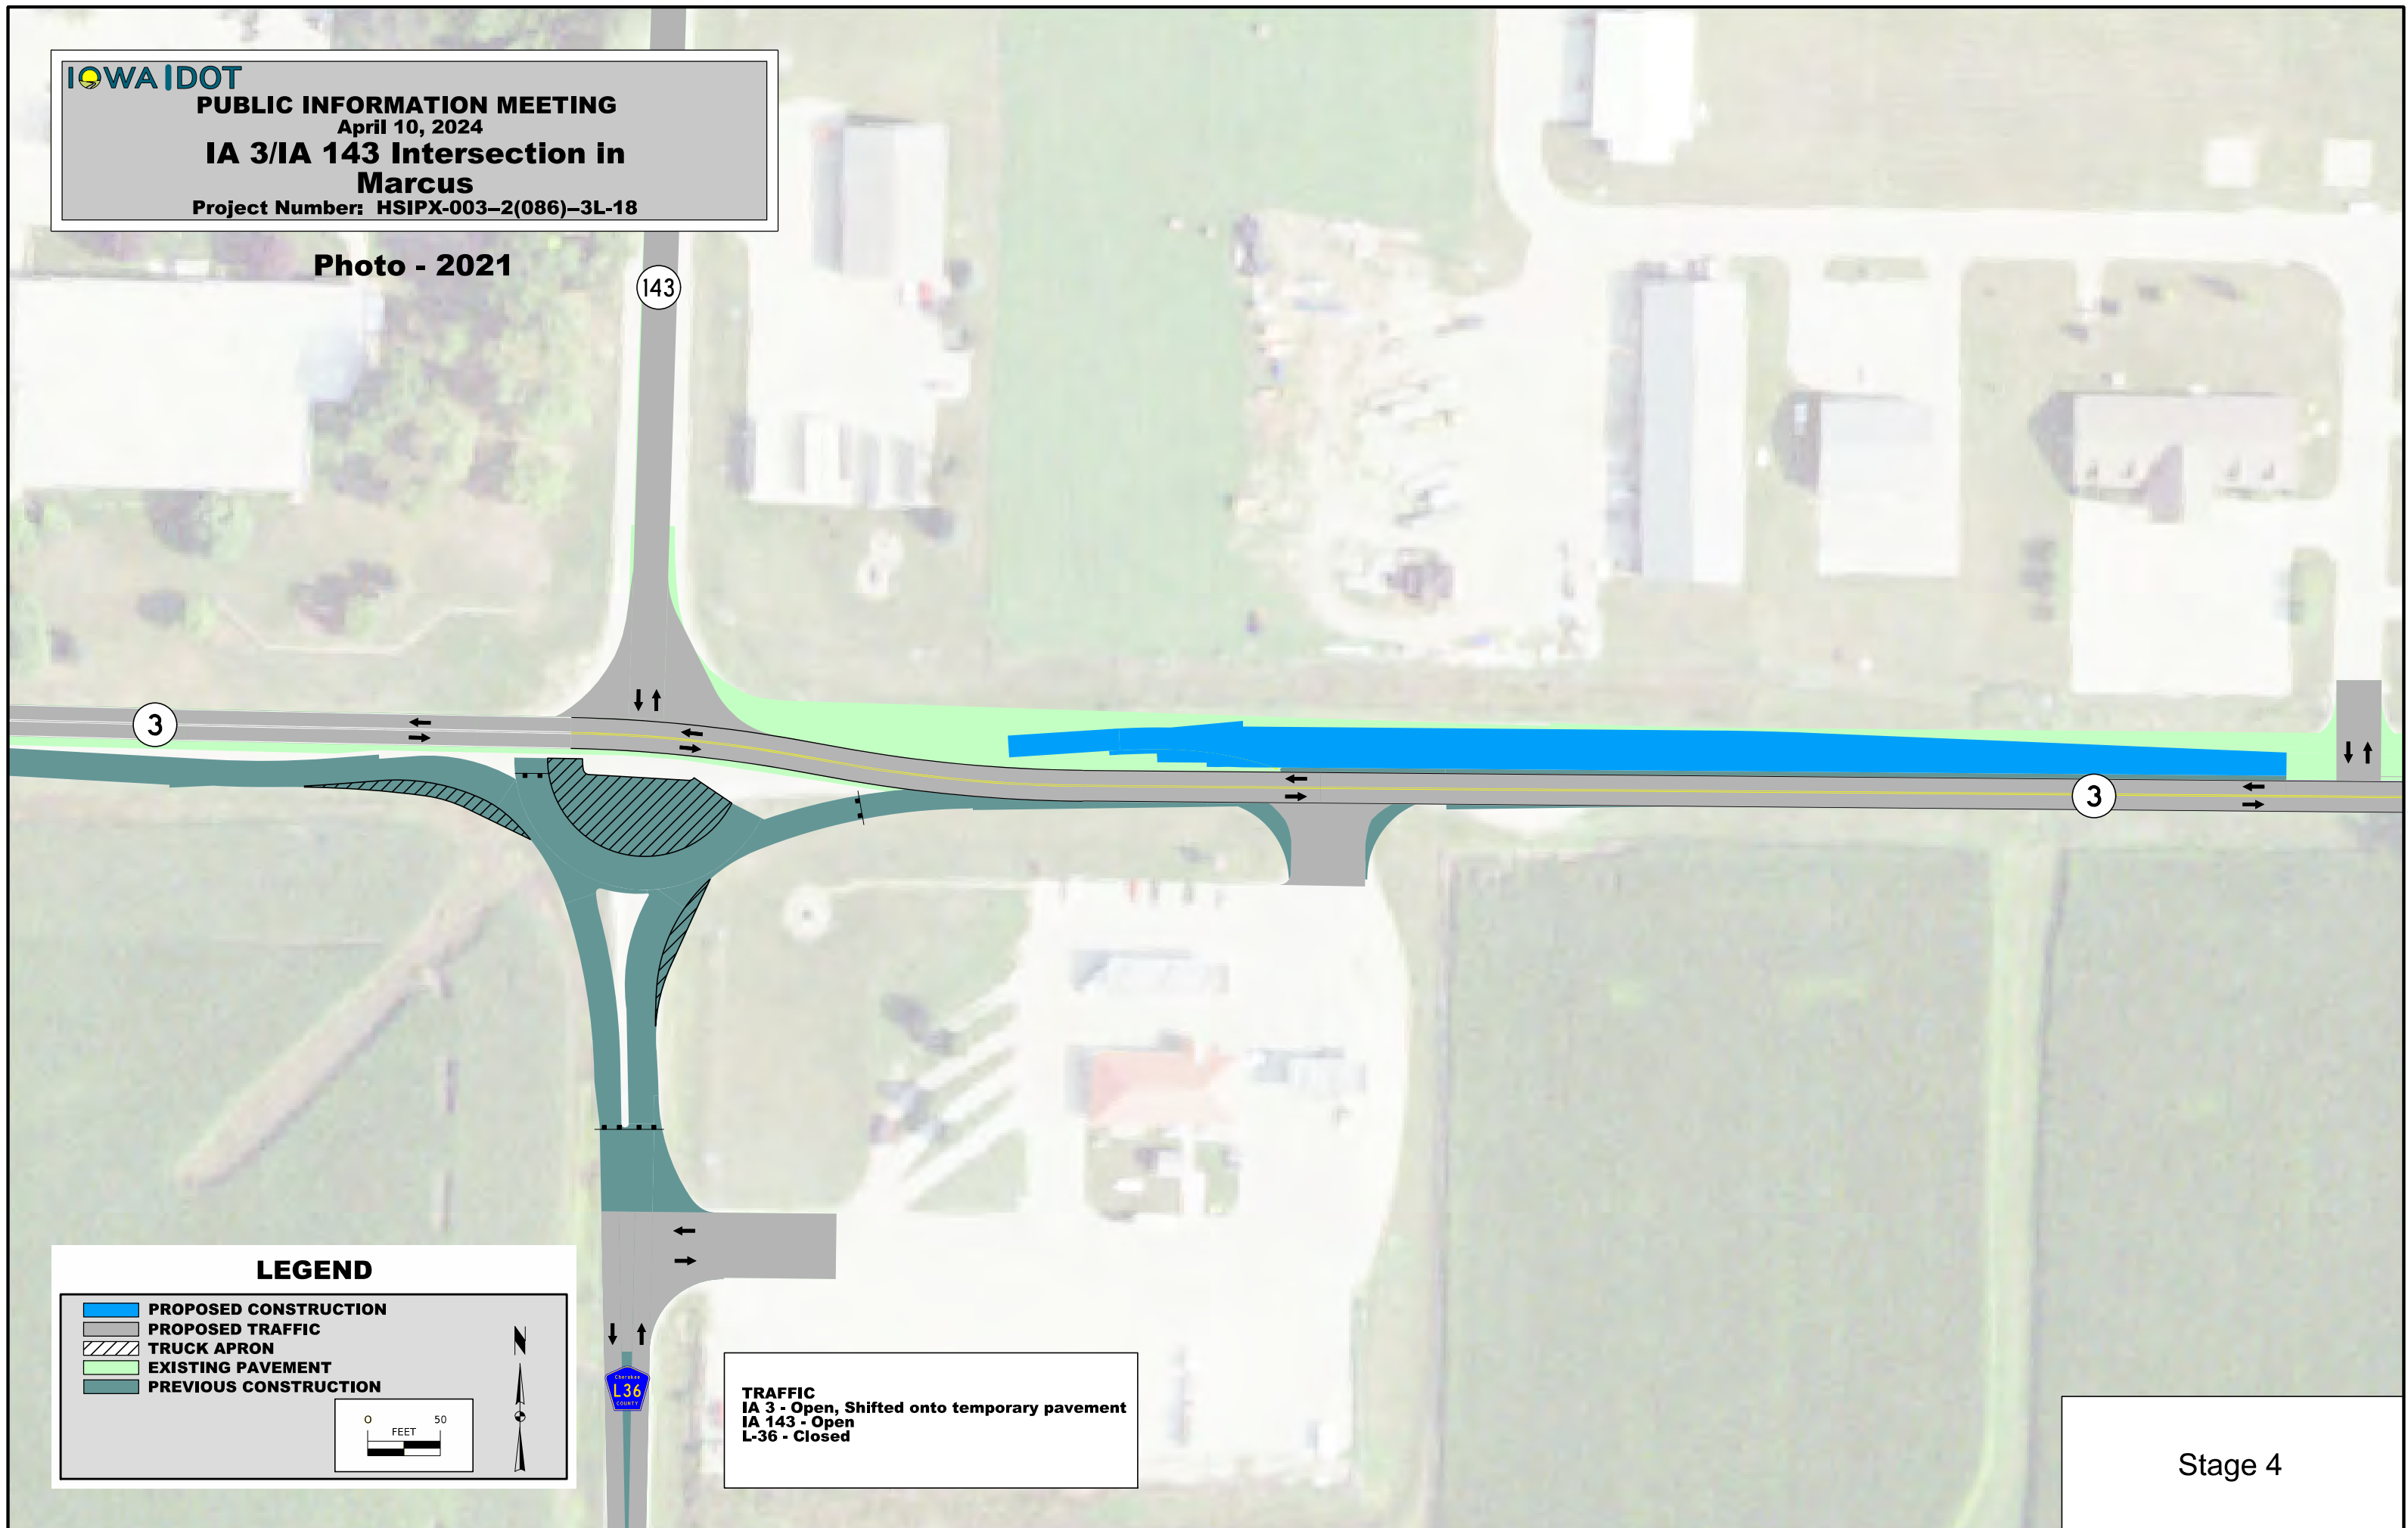 IOWA DOT
PUBLIC INFORMATION MEETING
April 10, 2024
IA 3/IA 143 Intersection in
Marcus
Project Number: HSIPX-003--2(086)--3L-18
Photo - 2021
143
3
3
LEGEND
PROPOSED CONSTRUCTION
PROPOSED TRAFFIC
TRUCK APRON
EXISTING PAVEMENT
PREVIOUS CONSTRUCTION
N
0 50
FEET
Cherokee
L36
COUNTY
TRAFFIC
IA 3 - Open, Shifted onto temporary pavement
IA 143 - Open
L-36 - Closed
Stage 4